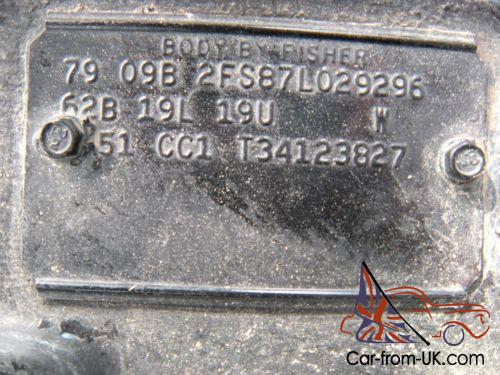 BODY BY FISHER
79 09B 2FS87L029296
62B 19L 19U W
51 CC1 T34123827
Car-from-UK.com